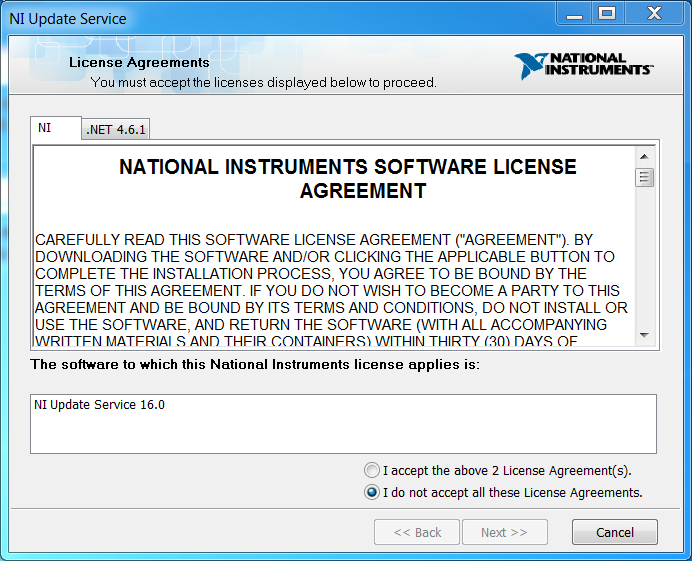 NI Update Service
License Agreements
You must accept the licenses displayed below to proceed.
NATIONAL
INSTRUMENTS™
NI
.NET 4.6.1
NATIONAL INSTRUMENTS SOFTWARE LICENSE
AGREEMENT
CAREFULLY READ THIS SOFTWARE LICENSE AGREEMENT ("AGREEMENT"). BY
DOWNLOADING THE SOFTWARE AND/OR CLICKING THE APPLICABLE BUTTON TO
COMPLETE THE INSTALLATION PROCESS, YOU AGREE TO BE BOUND BY THE
TERMS OF THIS AGREEMENT. IF YOU DO NOT WISH TO BECOME A PARTY TO THIS
AGREEMENT AND BE BOUND BY ITS TERMS AND CONDITIONS, DO NOT INSTALL OR
USE THE SOFTWARE, AND RETURN THE SOFTWARE (WITH ALL ACCOMPANYING
WRITTEN MATERIALS AND THEIR CONTAINERS) WITHIN THIRTY (30) DAYS OF
The software to which this National Instruments license applies is:
NI Update Service 16.0
I accept the above 2 License Agreement(s).
I do not accept all these License Agreements.
<< Back
Next >>
Cancel